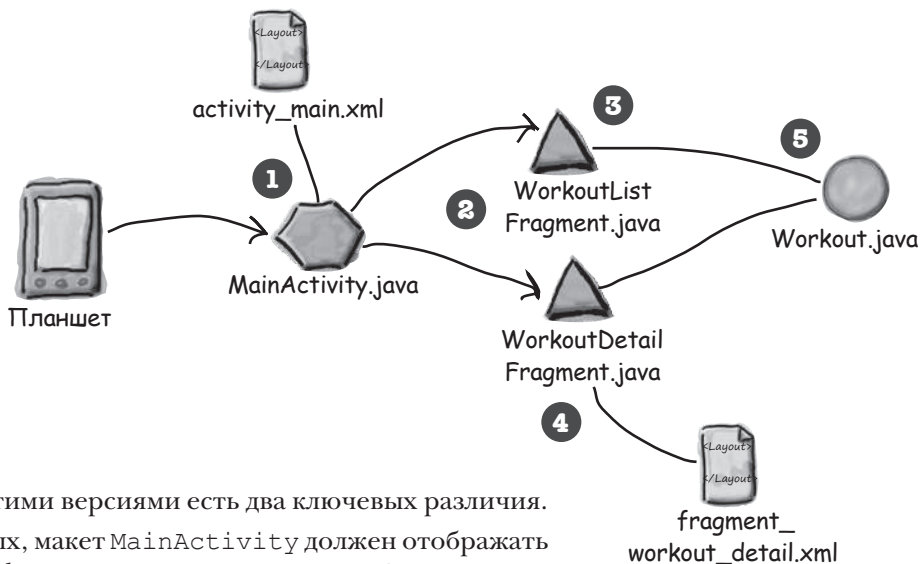 <Layout>
</Layout>
activity_main.xml
3
5
1
WorkoutList
Fragment.java
2
Workout.java
MainActivity.java
Планшет
WorkoutDetail
Fragment.java
4
<Layout>
</Layout>
тими версиями есть два ключевых различия.
fragment_
workout_detail.xml
ых, макет MainActivity должен отображать